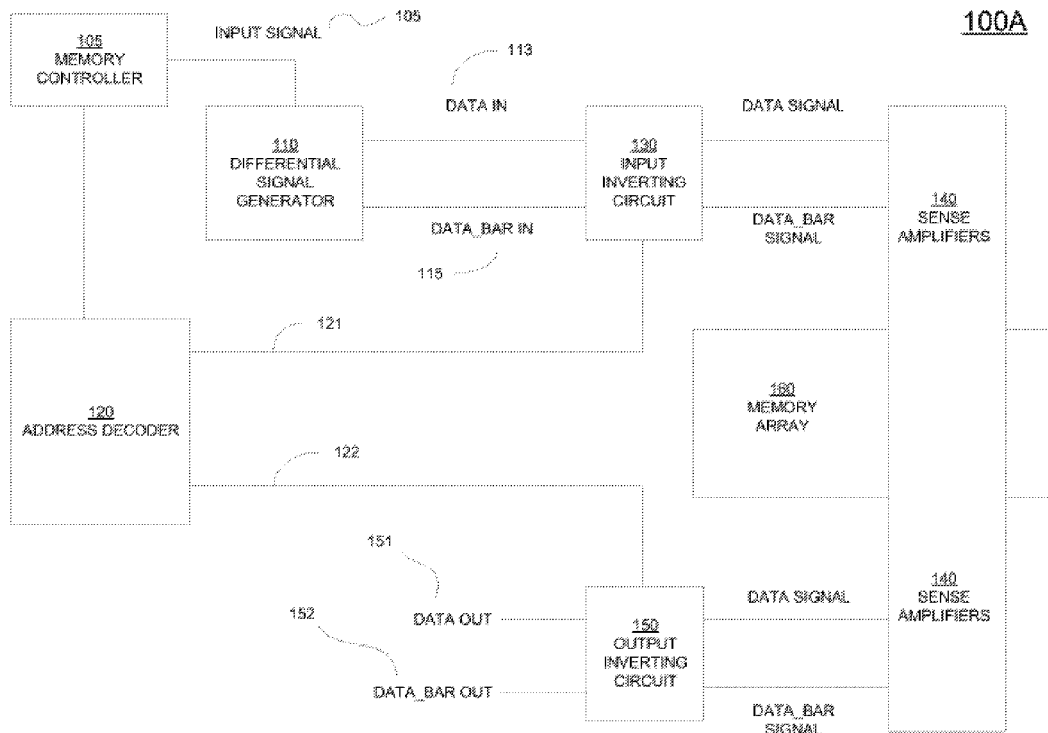 100A
INPUT SIGNAL
105
105
MEMORY
CONTROLLER
113
DATA IN
DATA SIGNAL
110
DIFFERENTIAL
SIGNAL
GENERATOR
130
INPUT
INVERTING
CIRCUIT
140
SENSE
AMPLIFIERS
DATA_BAR IN
DATA_BAR
SIGNAL
115
121
120
ADDRESS DECODER
160
MEMORY
ARRAY
122
151
DATA OUT
152
DATA_BAR OUT
150
OUTPUT
INVERTING
CIRCUIT
DATA SIGNAL
140
SENSE
AMPLIFIERS
DATA_BAR
SIGNAL